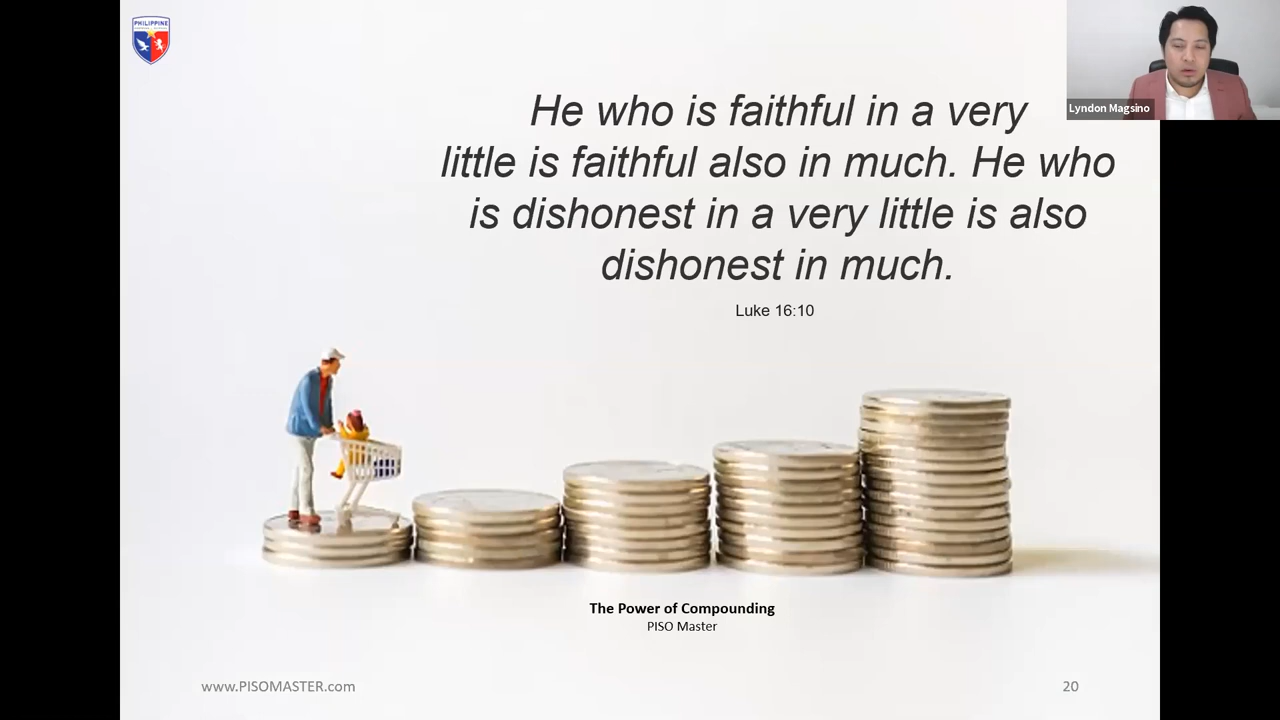 PHILIPPINE
Lyndon Magsino
He who is faithful in a very
little is faithful also in much. He who
is dishonest in a very little is also
dishonest in much.
Luke 16:10
The Power of Compounding
PISO Master
www.PISOMASTER.com
20